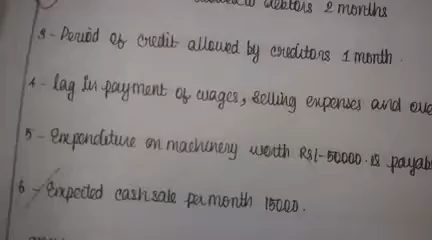 debtors 2 months
3 - Period of credit allowed by creditors 1 month.
4 - lag in payment of wages, selling expenses and
5 - Expenditure on machinery worth RS/- 50000. is
6 - Expected cash sale per month 15000.